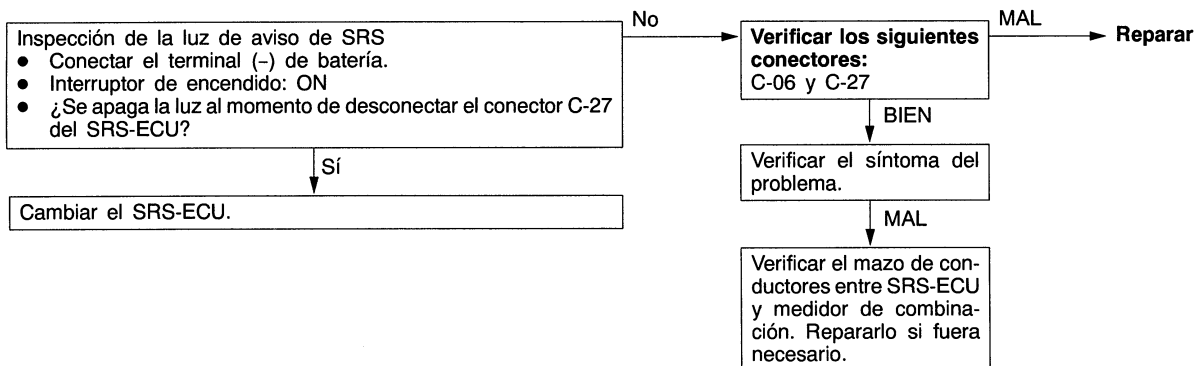 Inspección de la luz de aviso de SRS
● Conectar el terminal (–) de batería.
● Interruptor de encendido: ON
● ¿Se apaga la luz al momento de desconectar el conector C-27
del SRS-ECU?
Sí
Cambiar el SRS-ECU.
No
Verificar los siguientes
conectores:
C-06 y C-27
MAL
Reparar
BIEN
Verificar el síntoma del
problema.
MAL
Verificar el mazo de con-
ductores entre SRS-ECU
y medidor de combina-
ción. Repararlo si fuera
necesario.